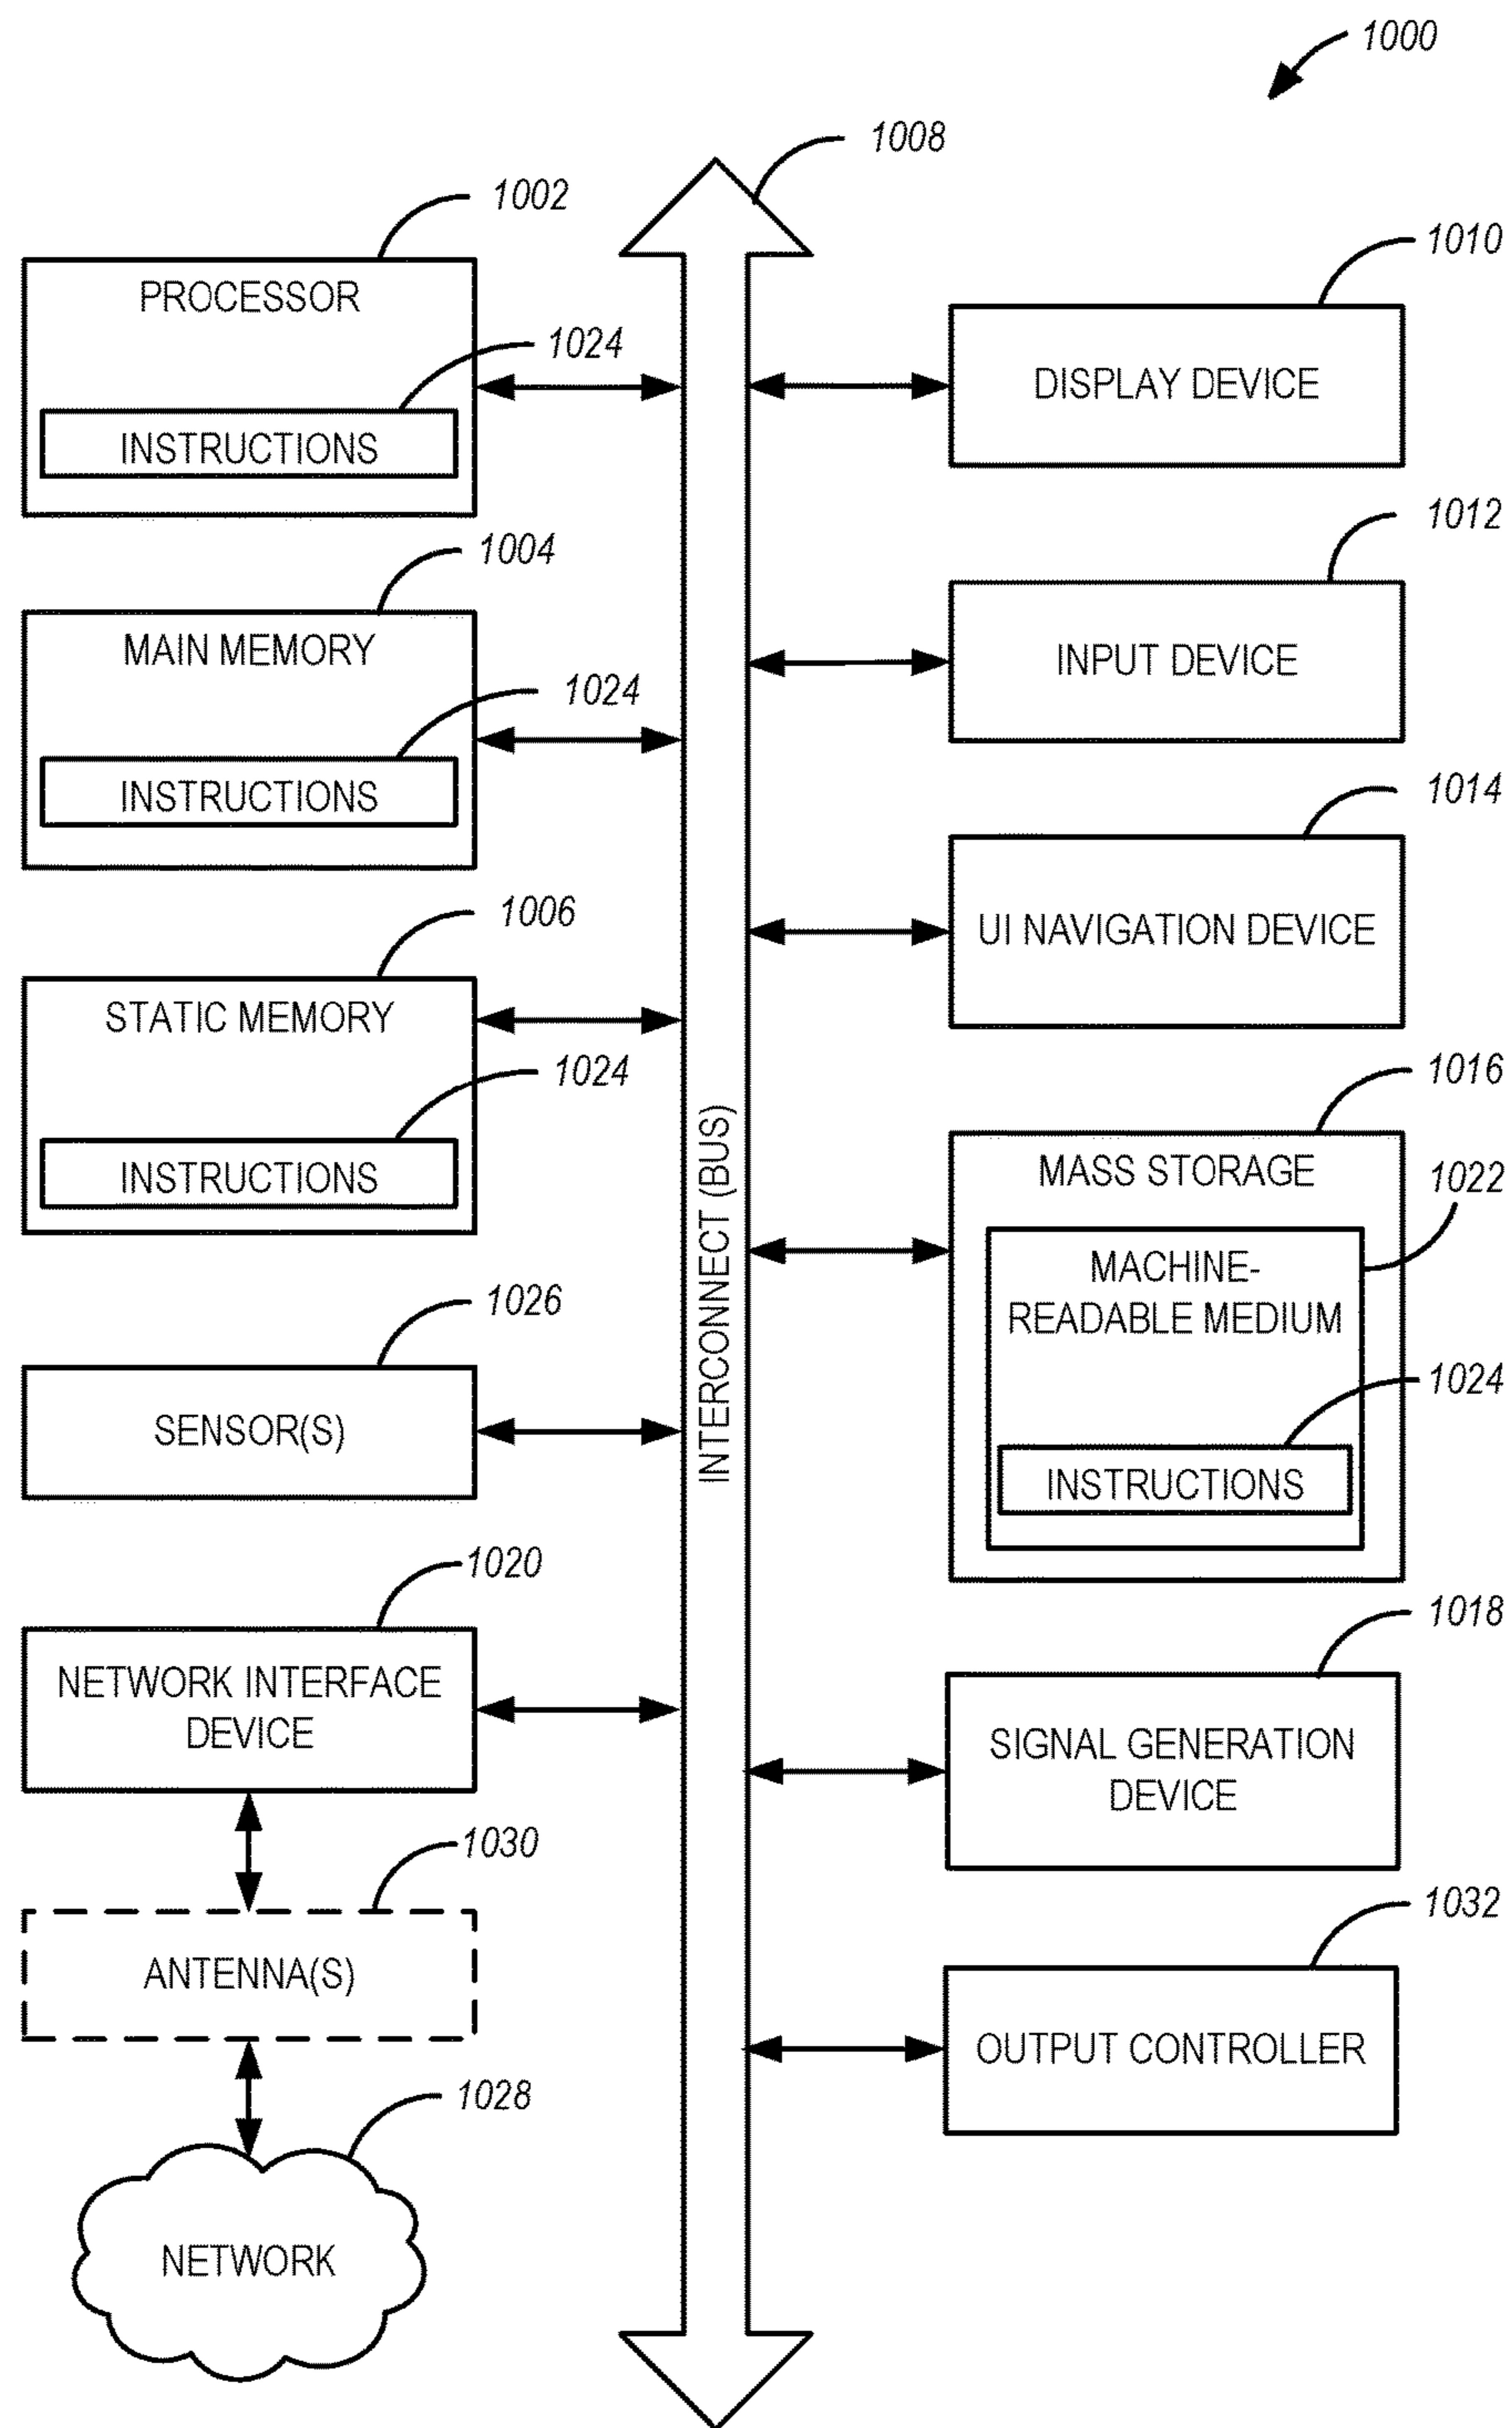 1000
1008
1002
PROCESSOR
1024
INSTRUCTIONS
1004
MAIN MEMORY
1024
INSTRUCTIONS
1006
STATIC MEMORY
1024
INSTRUCTIONS
1026
SENSOR(S)
1020
NETWORK INTERFACE
DEVICE
1030
ANTENNA(S)
1028
NETWORK
INTERCONNECT (BUS)
1010
DISPLAY DEVICE
1012
INPUT DEVICE
1014
UI NAVIGATION DEVICE
1016
MASS STORAGE
1022
MACHINE-
READABLE MEDIUM
1024
INSTRUCTIONS
1018
SIGNAL GENERATION
DEVICE
1032
OUTPUT CONTROLLER